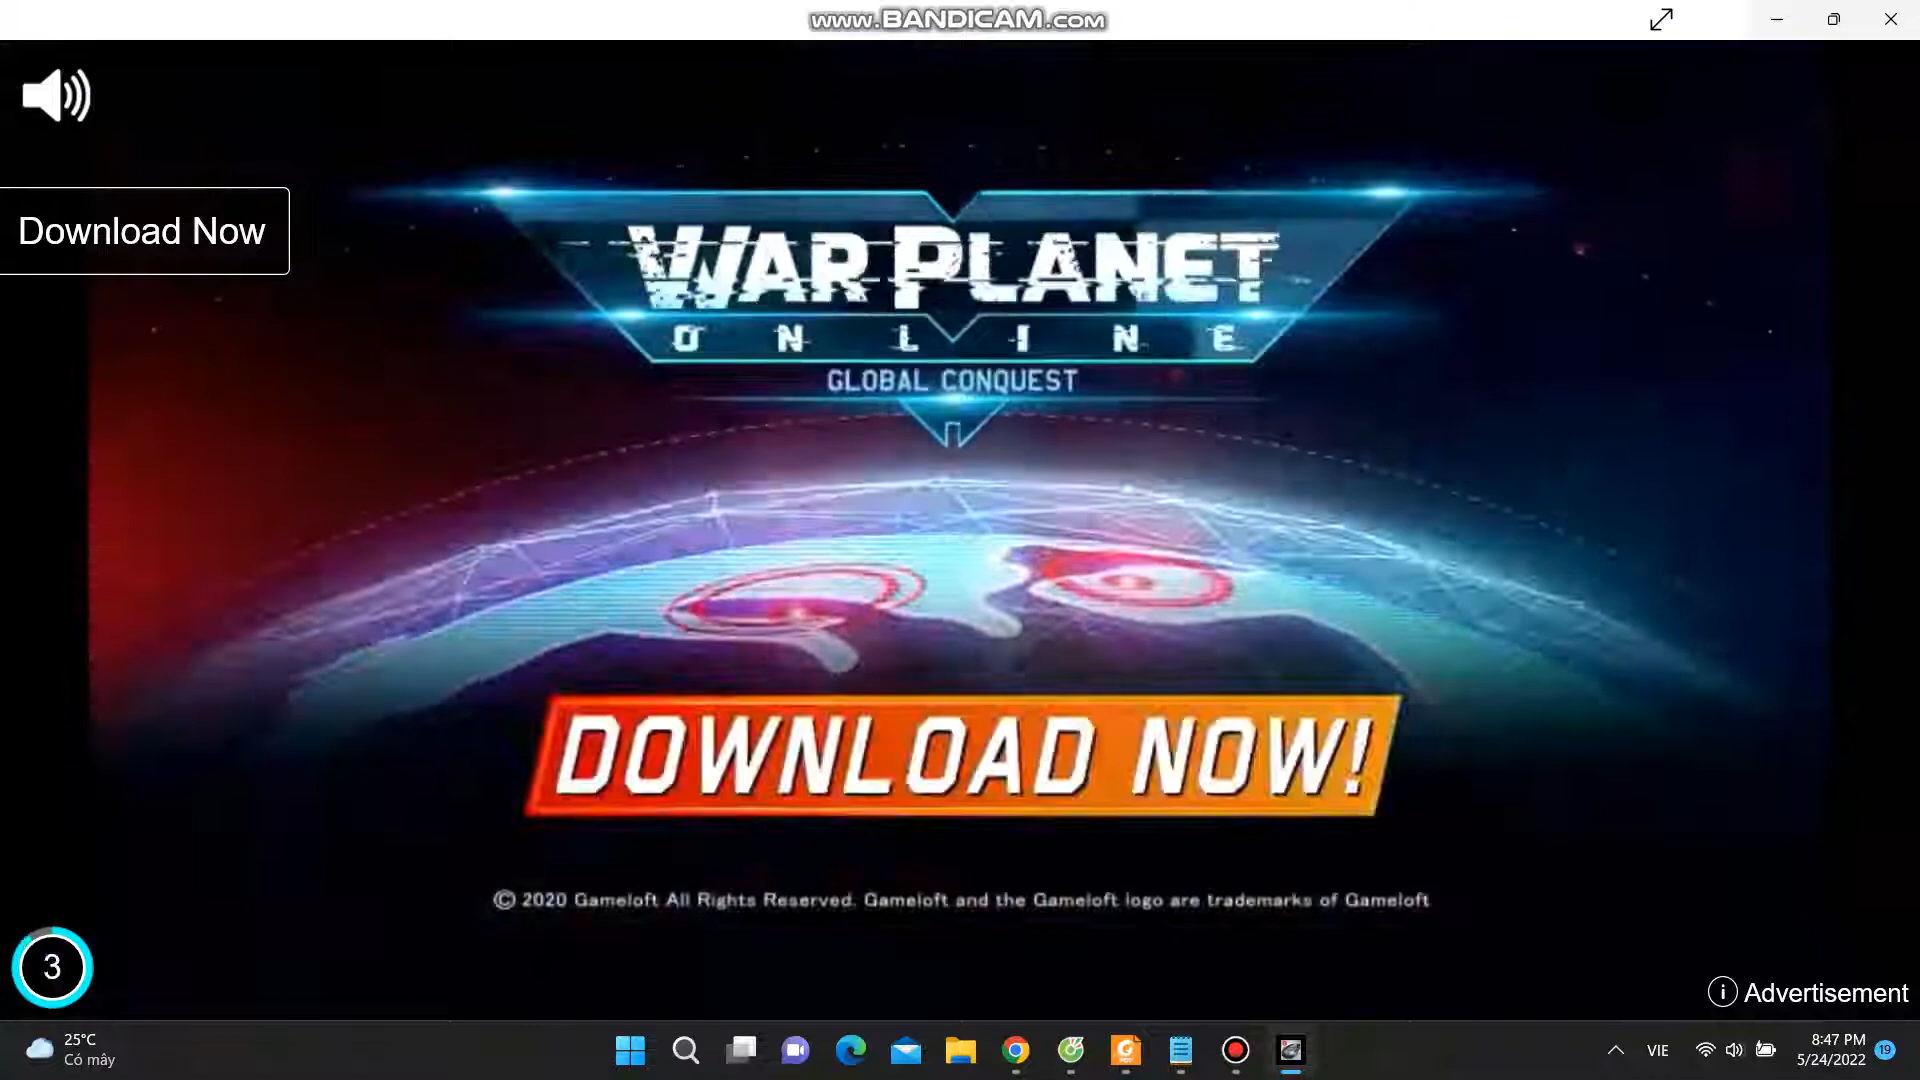 www.BANDICAM.com
Download Now
WAR PLANET
ONLINE
GLOBAL CONQUEST
DOWNLOAD NOW!
© 2020 Gameloft All Rights Reserved. Gameloft and the Gameloft logo are trademarks of Gameloft
3
i Advertisement
25°C
Có mây
VIE
8:47 PM
5/24/2022
19